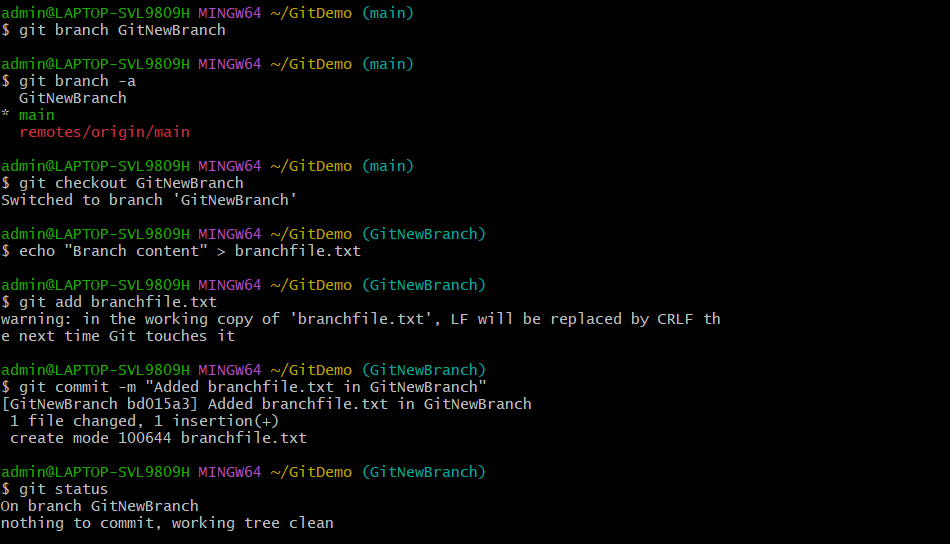 admin@LAPTOP-SVL9809H MINGW64 ~/GitDemo (main)
$ git branch GitNewBranch
admin@LAPTOP-SVL9809H MINGW64 ~/GitDemo (main)
$ git branch -a
  GitNewBranch
* main
  remotes/origin/main
admin@LAPTOP-SVL9809H MINGW64 ~/GitDemo (main)
$ git checkout GitNewBranch
Switched to branch 'GitNewBranch'
admin@LAPTOP-SVL9809H MINGW64 ~/GitDemo (GitNewBranch)
$ echo "Branch content" > branchfile.txt
admin@LAPTOP-SVL9809H MINGW64 ~/GitDemo (GitNewBranch)
$ git add branchfile.txt
warning: in the working copy of 'branchfile.txt', LF will be replaced by CRLF th
e next time Git touches it
admin@LAPTOP-SVL9809H MINGW64 ~/GitDemo (GitNewBranch)
$ git commit -m "Added branchfile.txt in GitNewBranch"
[GitNewBranch bd015a3] Added branchfile.txt in GitNewBranch
 1 file changed, 1 insertion(+)
 create mode 100644 branchfile.txt
admin@LAPTOP-SVL9809H MINGW64 ~/GitDemo (GitNewBranch)
$ git status
On branch GitNewBranch
nothing to commit, working tree clean